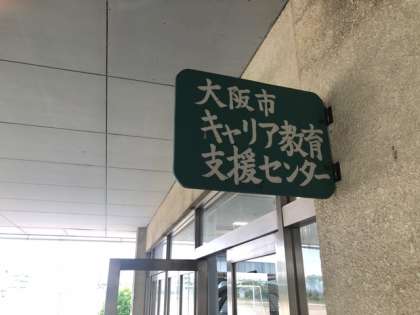 大阪市
キャリア教育
支援センター